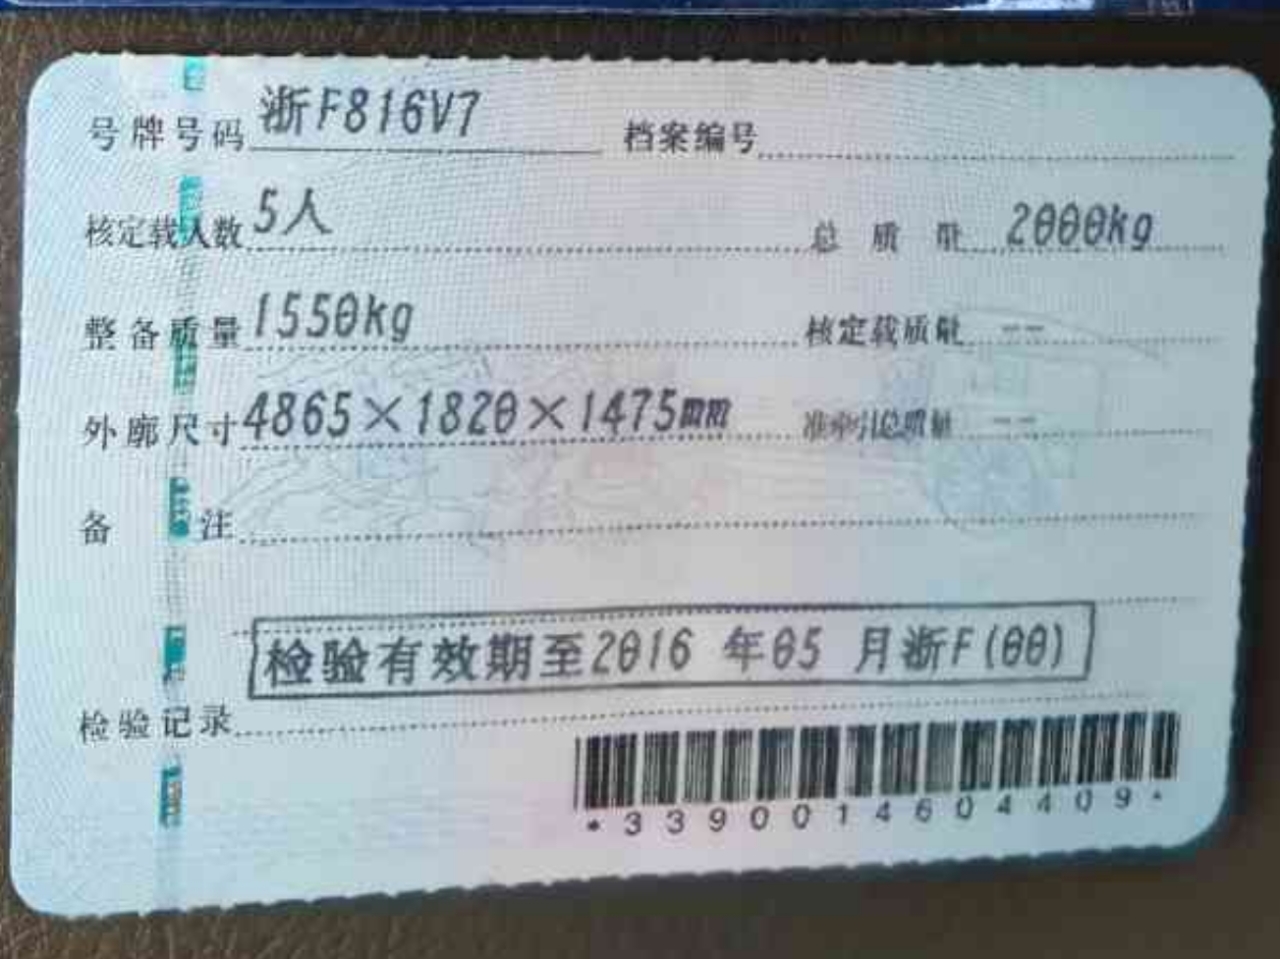 号牌号码 浙F816V7 档案编号
核定载人数 5人 总质量 2000kg
整备质量 1550kg 核定载质量 --
外廓尺寸 4865×1820×1475mm 准牵引总质量 --
备注
检验有效期至2016 年05 月浙F(00)
检验记录
*3390014604409*